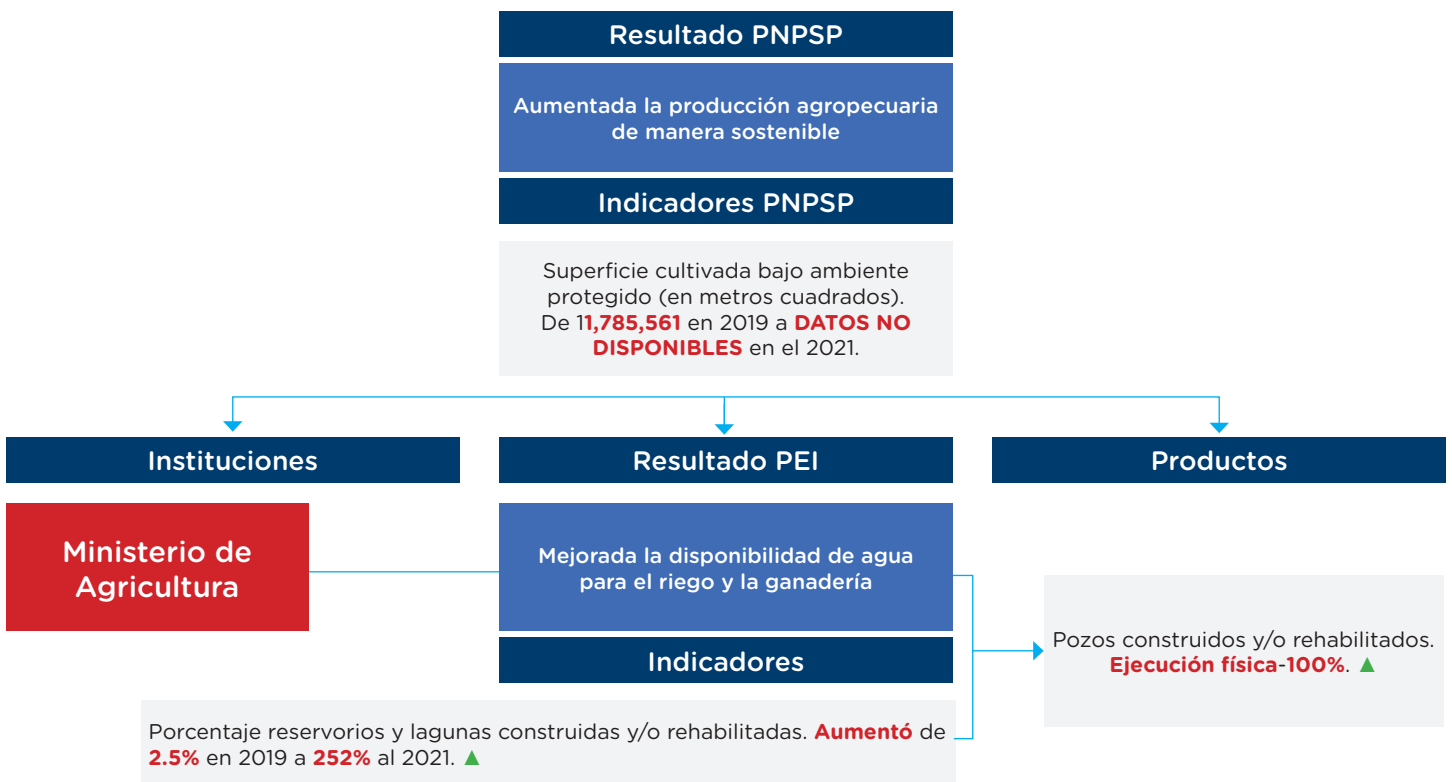 Resultado PNPSP
Aumentada la producción agropecuaria
de manera sostenible
Indicadores PNPSP
Superficie cultivada bajo ambiente
protegido (en metros cuadrados).
De 11,785,561 en 2019 a DATOS NO
DISPONIBLES en el 2021.
Instituciones
Resultado PEI
Productos
Ministerio de
Agricultura
Mejorada la disponibilidad de agua
para el riego y la ganadería
Indicadores
Pozos construidos y/o rehabilitados.
Ejecución física-100%. ▲
Porcentaje reservorios y lagunas construidas y/o rehabilitadas. Aumentó de
2.5% en 2019 a 252% al 2021. ▲